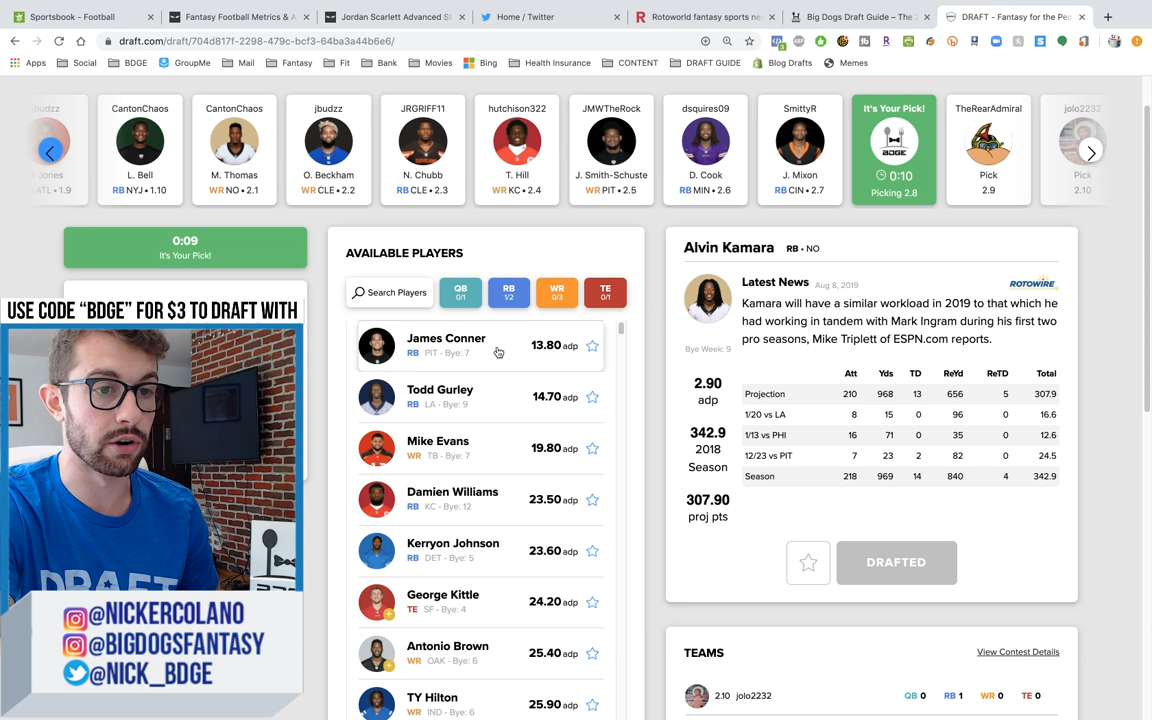 Sportsbook - Football
Fantasy Football Metrics & A
Jordan Scarlett Advanced St
Home / Twitter
Rotoworld fantasy sports ne
Big Dogs Draft Guide – The 2
DRAFT - Fantasy for the Peo
draft.com/draft/704d817f-2298-479c-bcf3-64ba3a44b6e6/
Apps Social BDGE GroupMe Mail Fantasy Fit Bank Movies Bing Health Insurance CONTENT DRAFT GUIDE Blog Drafts Memes
jbudzz CantonChaos CantonChaos jbudzz JRGRIFF11 hutchison322 JMWTheRock dsquires09 SmittyR It's Your Pick! TheRearAdmiral jolo2232
BDGE
J. Jones L. Bell M. Thomas O. Beckham N. Chubb T. Hill J. Smith-Schuste D. Cook J. Mixon 0:10 Pick Pick
ATL • 1.9 RB NYJ • 1.10 WR NO • 2.1 WR CLE • 2.2 RB CLE • 2.3 WR KC • 2.4 WR PIT • 2.5 RB MIN • 2.6 RB CIN • 2.7 Picking 2.8 2.9 2.10
0:09
It's Your Pick!
USE CODE "BDGE" FOR $3 TO DRAFT WITH
DRAFT
@NICKERCOLANO
@BIGDOGSFANTASY
@NICK__BDGE
AVAILABLE PLAYERS
Search Players
QB
0/1
RB
1/2
WR
0/3
TE
0/1
James Conner
RB PIT - Bye: 7
13.80 adp
Todd Gurley
RB LA - Bye: 9
14.70 adp
Mike Evans
WR TB - Bye: 7
19.80 adp
Damien Williams
RB KC - Bye: 12
23.50 adp
Kerryon Johnson
RB DET - Bye: 5
23.60 adp
George Kittle
TE SF - Bye: 4
24.20 adp
Antonio Brown
WR OAK - Bye: 6
25.40 adp
TY Hilton
WR IND - Bye: 6
25.90 adp
Alvin Kamara RB • NO
Latest News Aug 8, 2019
ROTOWIRE
Kamara will have a similar workload in 2019 to that which he
had working in tandem with Mark Ingram during his first two
pro seasons, Mike Triplett of ESPN.com reports.
Bye Week: 9
2.90
adp
342.9
2018
Season
307.90
proj pts
Att Yds TD ReYd ReTD Total
Projection 210 968 13 656 5 307.9
1/20 vs LA 8 15 0 96 0 16.6
1/13 vs PHI 16 71 0 35 0 12.6
12/23 vs PIT 7 23 2 82 0 24.5
Season 218 969 14 840 4 342.9
DRAFTED
TEAMS
View Contest Details
2.10 jolo2232 QB 0 RB 1 WR 0 TE 0